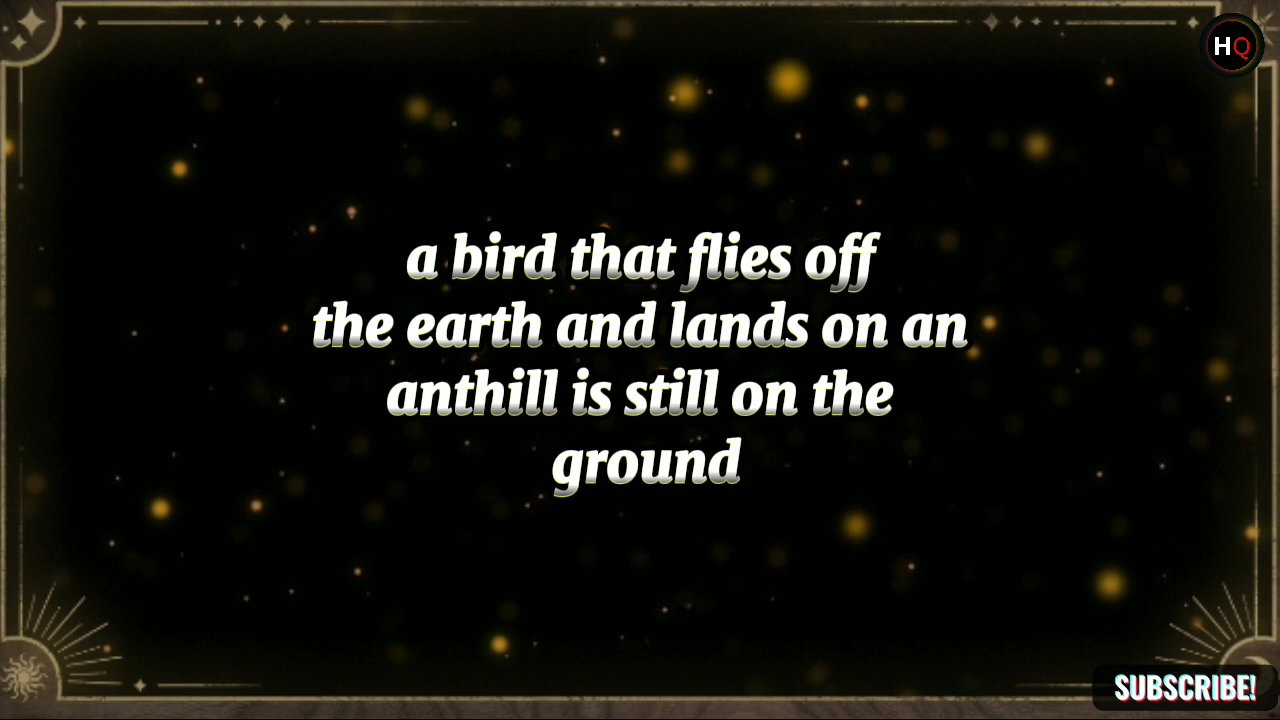 HQ
a bird that flies off
the earth and lands on an
anthill is still on the
ground
SUBSCRIBE!